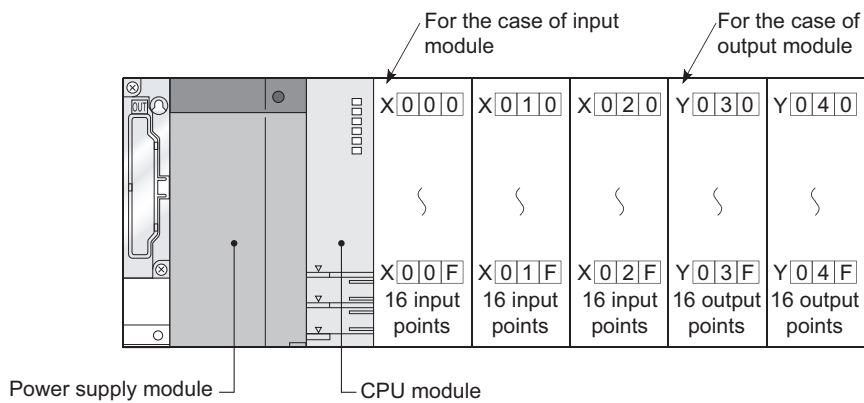 For the case of input
module
For the case of
output module
OUT
X000 X010 X020 Y030 Y040
X00F X01F X02F Y03F Y04F
16 input 16 input 16 input 16 output 16 output
points points points points points
Power supply module
CPU module